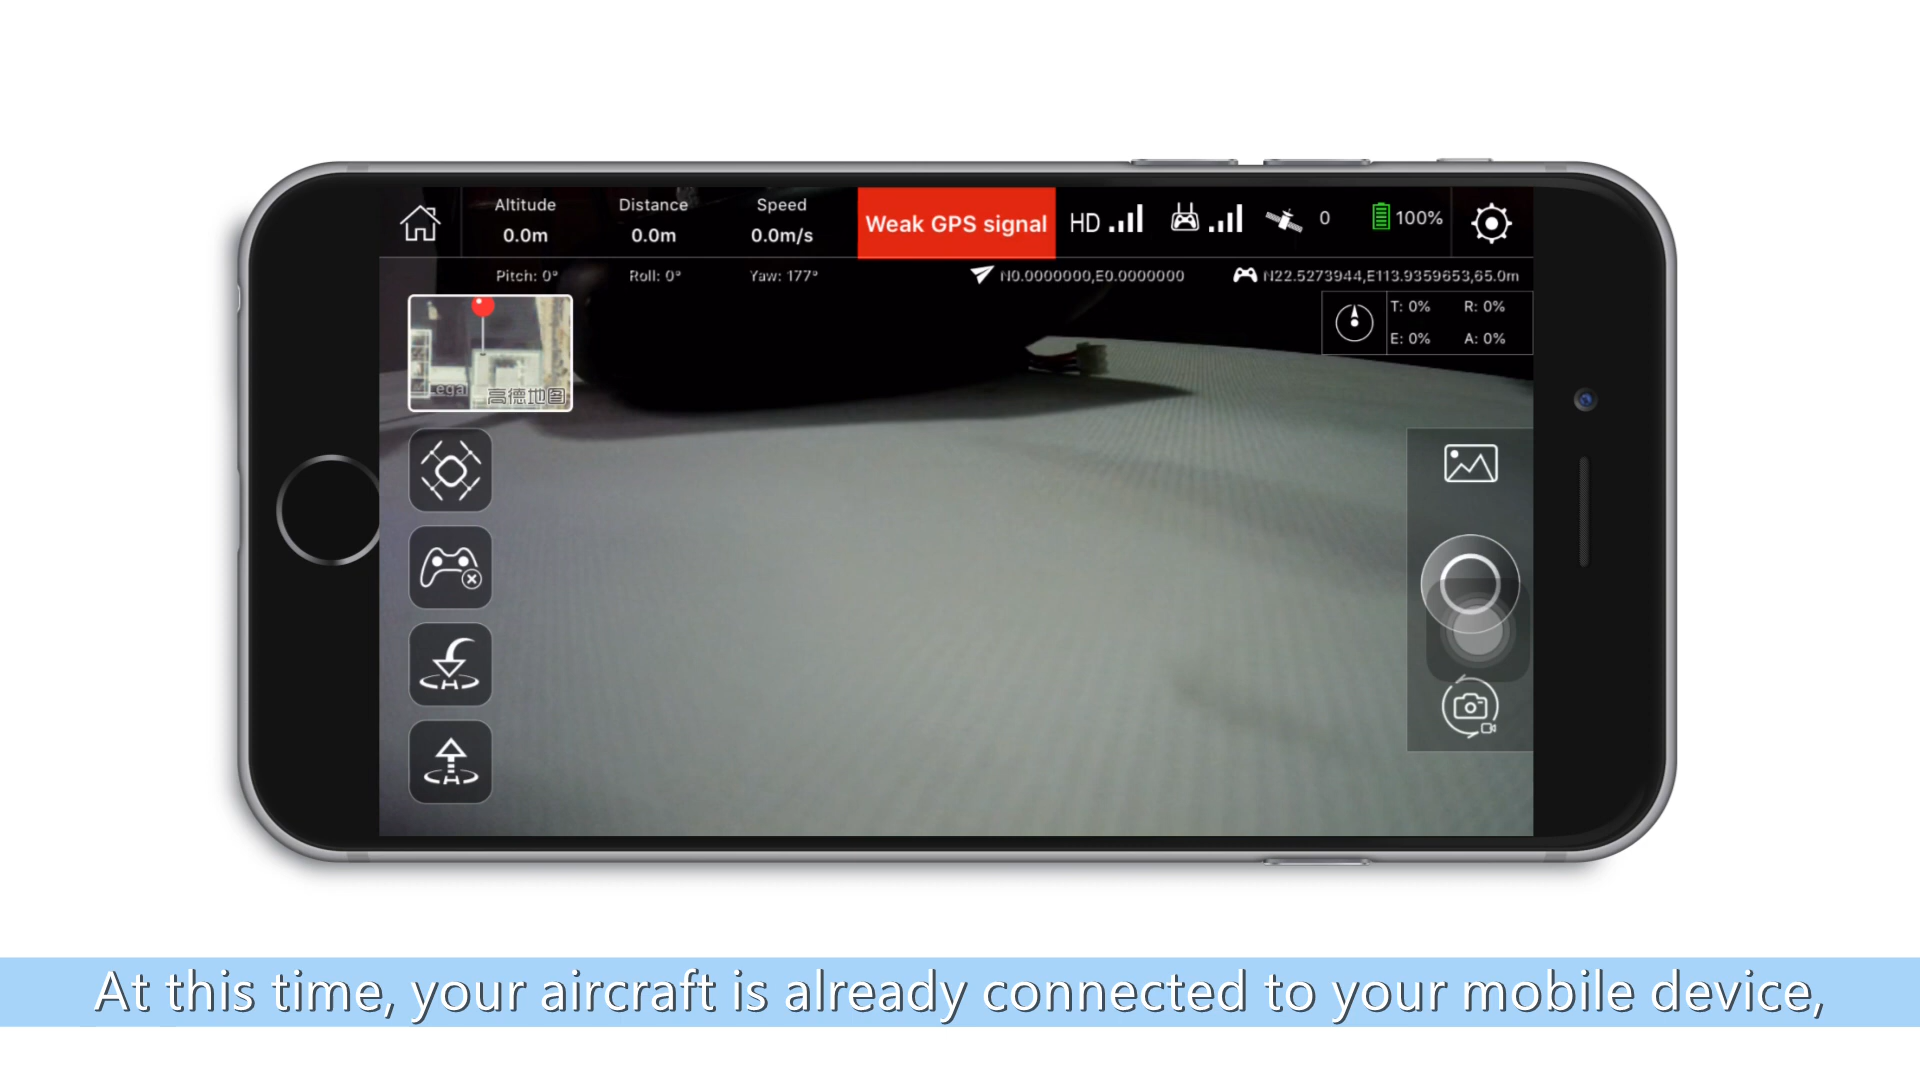 Altitude
0.0m
Distance
0.0m
Speed
0.0m/s
Weak GPS signal
HD
0
100%
Pitch: 0°
Roll: 0°
Yaw: 177°
N0.0000000,E0.0000000
N22.5273944,E113.9359653,65.0m
T: 0%
R: 0%
E: 0%
A: 0%
Legal
高德地图
At this time, your aircraft is already connected to your mobile device,